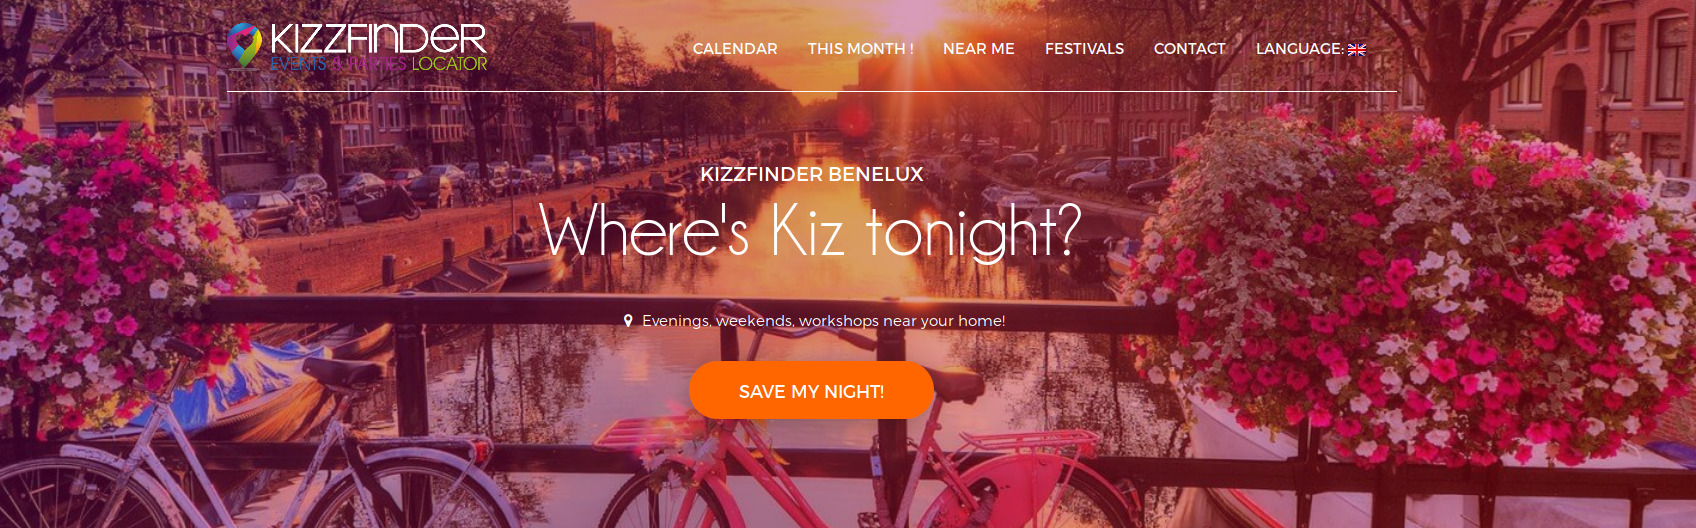 KIZZFINDER
EVENTS & PARTIES LOCATOR
CALENDAR THIS MONTH ! NEAR ME FESTIVALS CONTACT LANGUAGE:
KIZZFINDER BENELUX
Where's Kiz tonight?
Evenings, weekends, workshops near your home!
SAVE MY NIGHT!